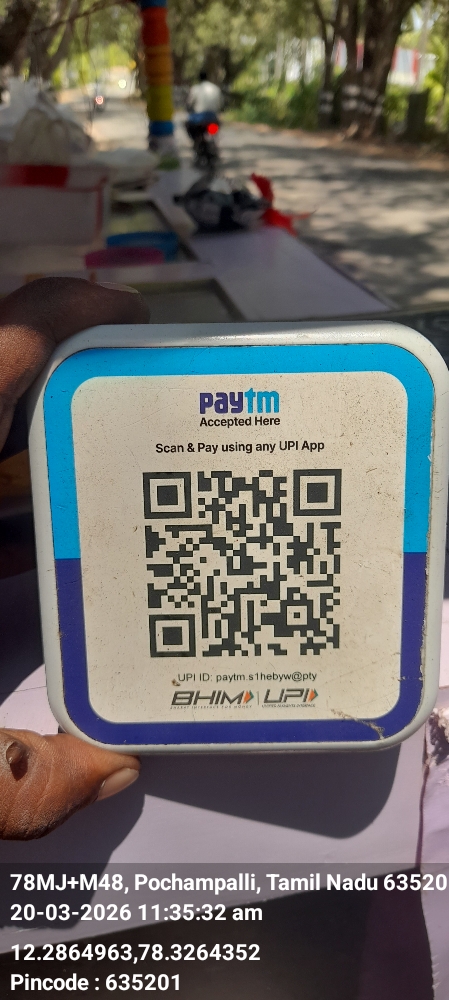 paytm
Accepted Here
Scan & Pay using any UPI App
UPI ID: paytm.s1hebyw@pty
BHIM UPI
78MJ+M48, Pochampalli, Tamil Nadu 63520
20-03-2026 11:35:32 am
12.2864963,78.3264352
Pincode : 635201